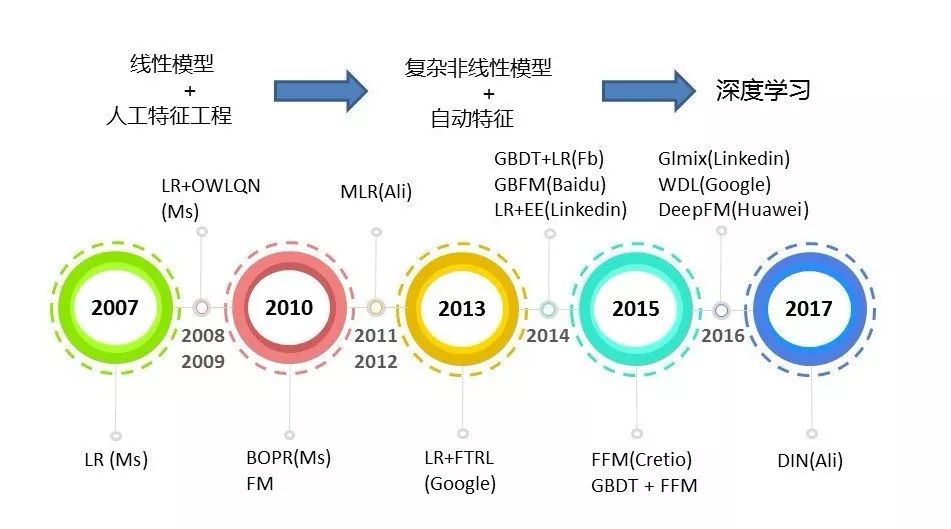 线性模型
+
人工特征工程
复杂非线性模型
+
自动特征
深度学习
LR+OWLQN
(Ms)
MLR(Ali)
GBDT+LR(Fb)
GBFM(Baidu)
LR+EE(Linkedin)
Glmix(Linkedin)
WDL(Google)
DeepFM(Huawei)
2007
2008
2009
2010
2011
2012
2013
2014
2015
2016
2017
LR (Ms)
BOPR(Ms)
FM
LR+FTRL
(Google)
FFM(Cretio)
GBDT + FFM
DIN(Ali)